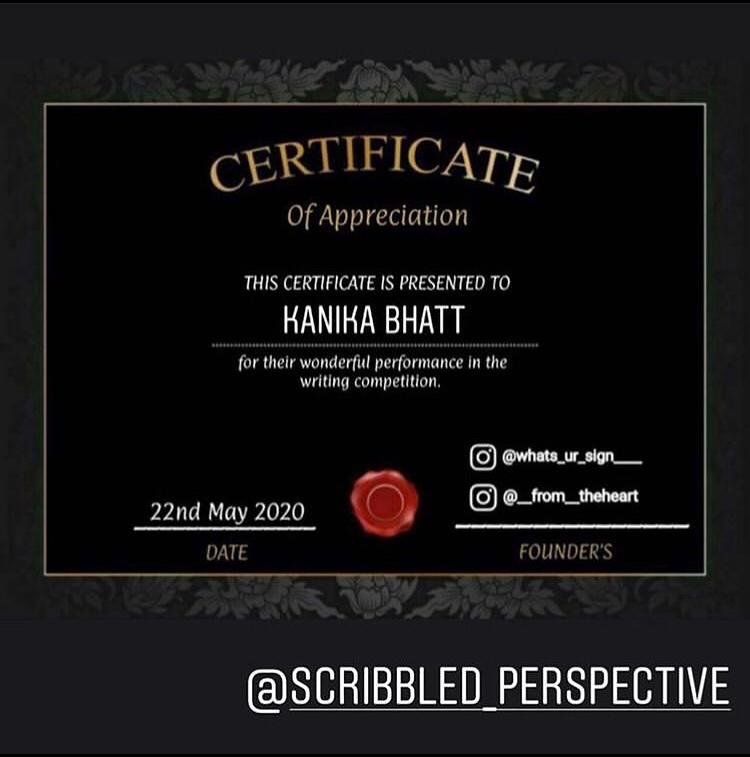 CERTIFICATE
Of Appreciation
THIS CERTIFICATE IS PRESENTED TO
KANIKA BHATT
for their wonderful performance in the
writing competition.
@whats_ur_sign___
@__from__theheart
22nd May 2020
DATE
FOUNDER'S
@SCRIBBLED_PERSPECTIVE